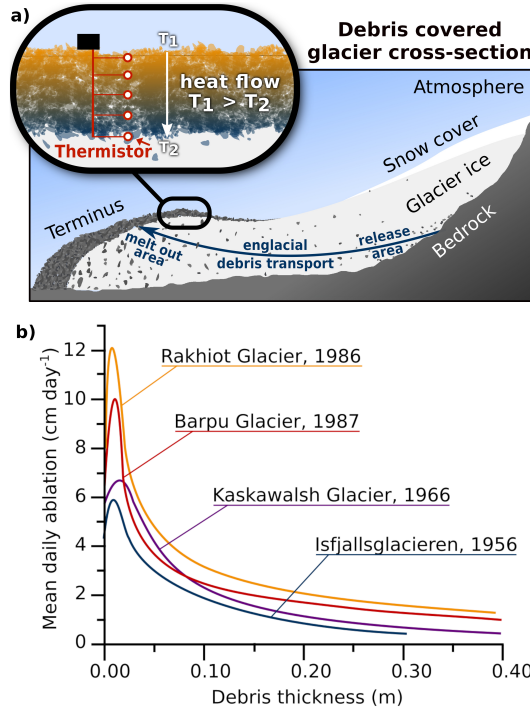 a)
Debris covered
glacier cross-section
T1
heat flow
T1 > T2
T2
Thermistor
Atmosphere
Snow cover
Glacier ice
Bedrock
Terminus
melt out
area
englacial
debris transport
release
area
b)
Mean daily ablation (cm day-1)
12
10
8
6
4
2
0
Rakhiot Glacier, 1986
Barpu Glacier, 1987
Kaskawalsh Glacier, 1966
Isfjallsglacieren, 1956
0.00 0.10 0.20 0.30 0.40
Debris thickness (m)